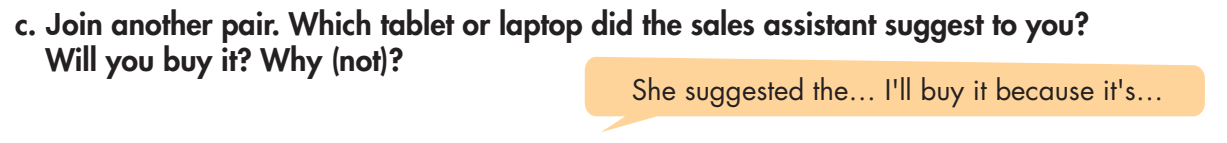 c. Join another pair. Which tablet or laptop did the sales assistant suggest to you?
Will you buy it? Why (not)?
She suggested the... I'll buy it because it's...